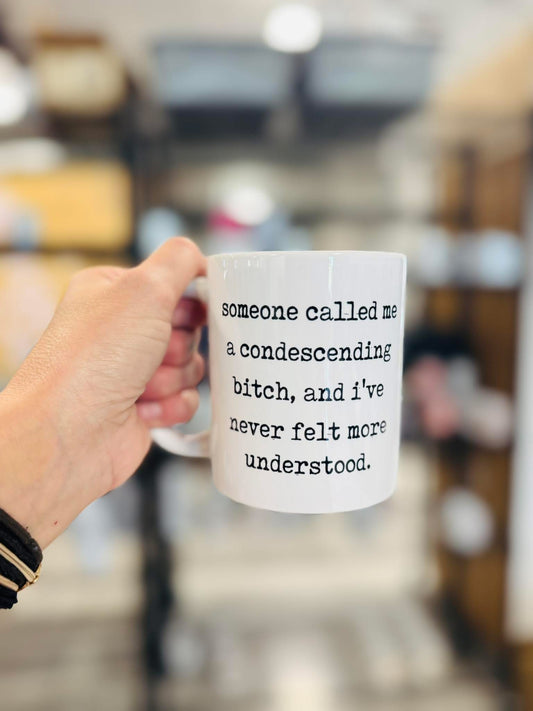 someone called me
a condescending
bitch, and i've
never felt more
understood.